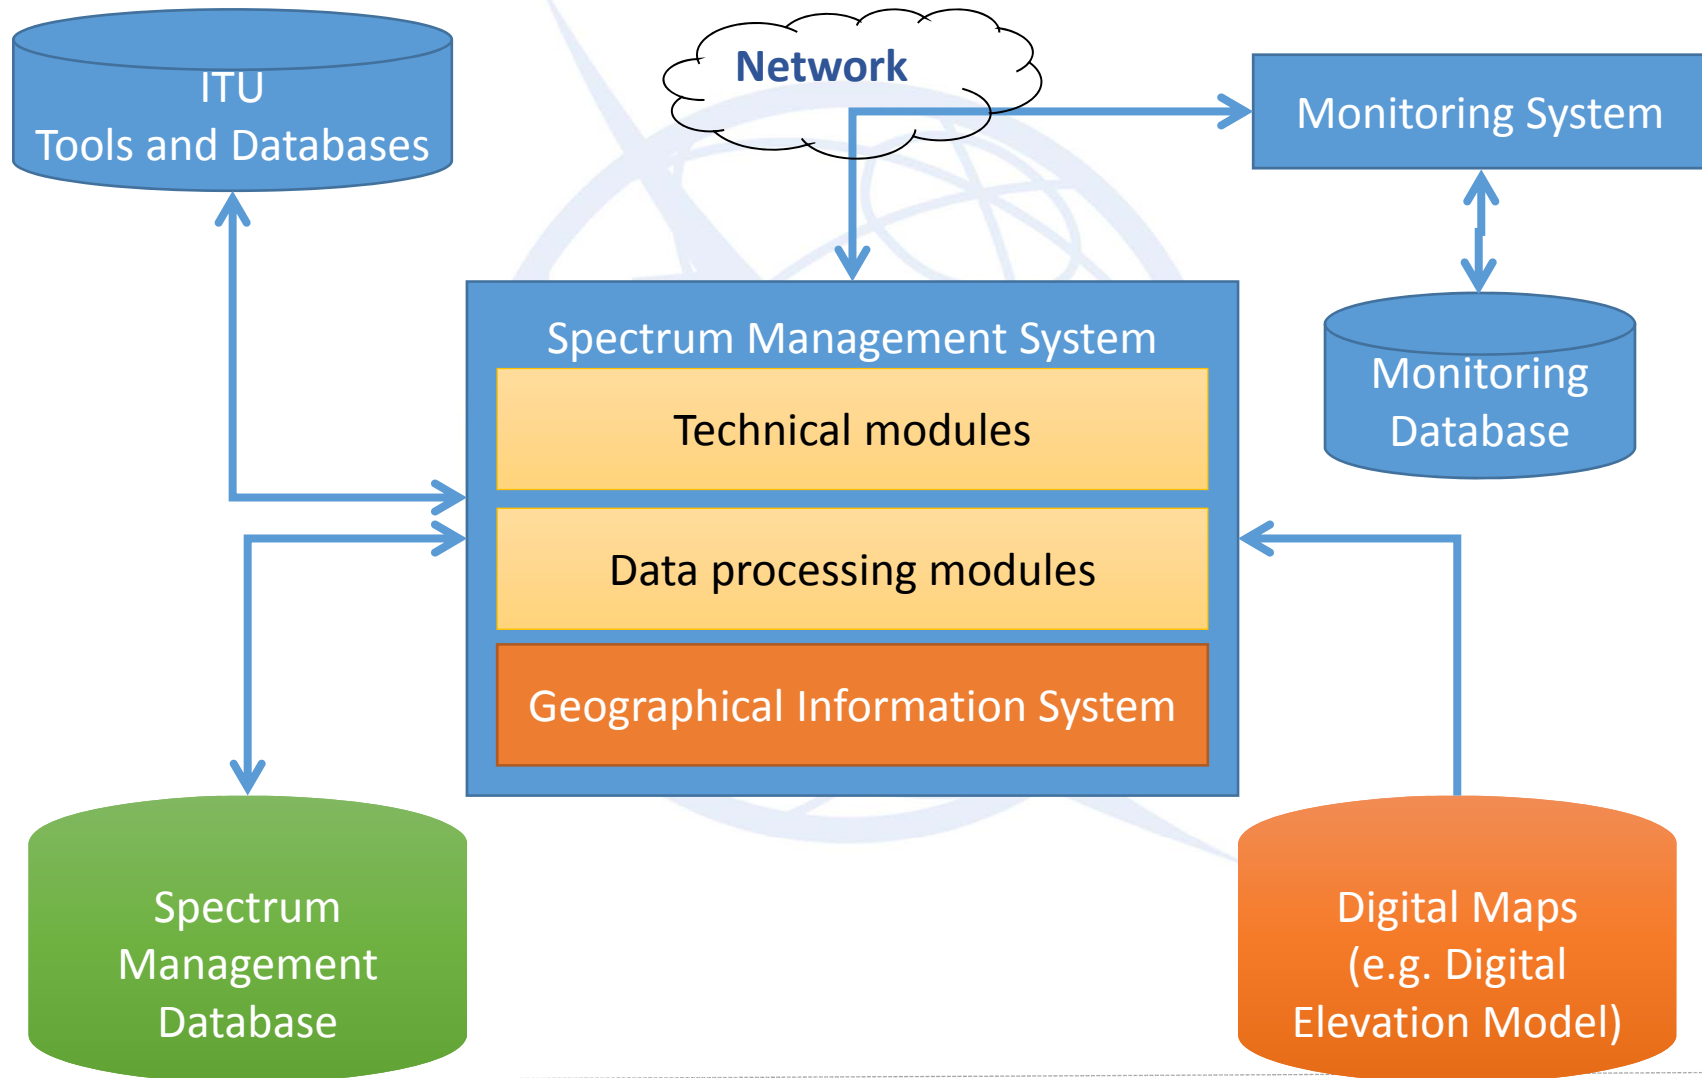 ITU
Tools and Databases
Network
Monitoring System
Spectrum Management System
Technical modules
Data processing modules
Geographical Information System
Monitoring
Database
Spectrum
Management
Database
Digital Maps
(e.g. Digital
Elevation Model)